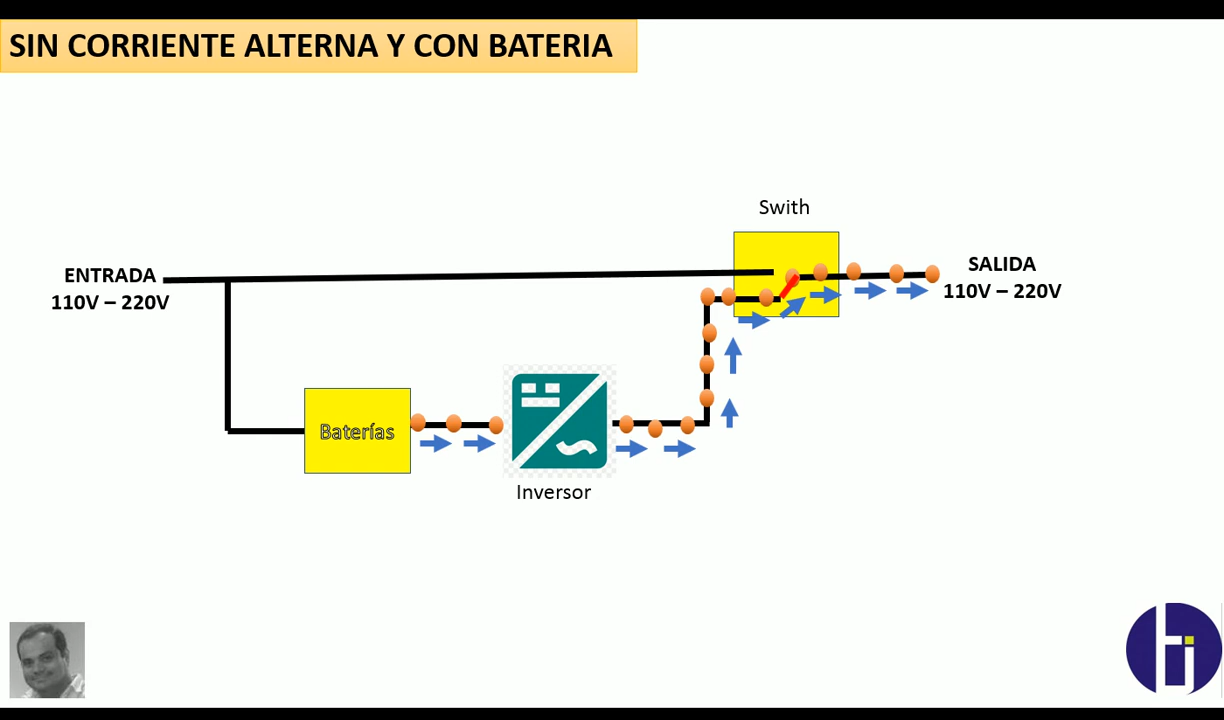 SIN CORRIENTE ALTERNA Y CON BATERIA
Swith
ENTRADA
110V – 220V
SALIDA
110V – 220V
Baterías
Inversor